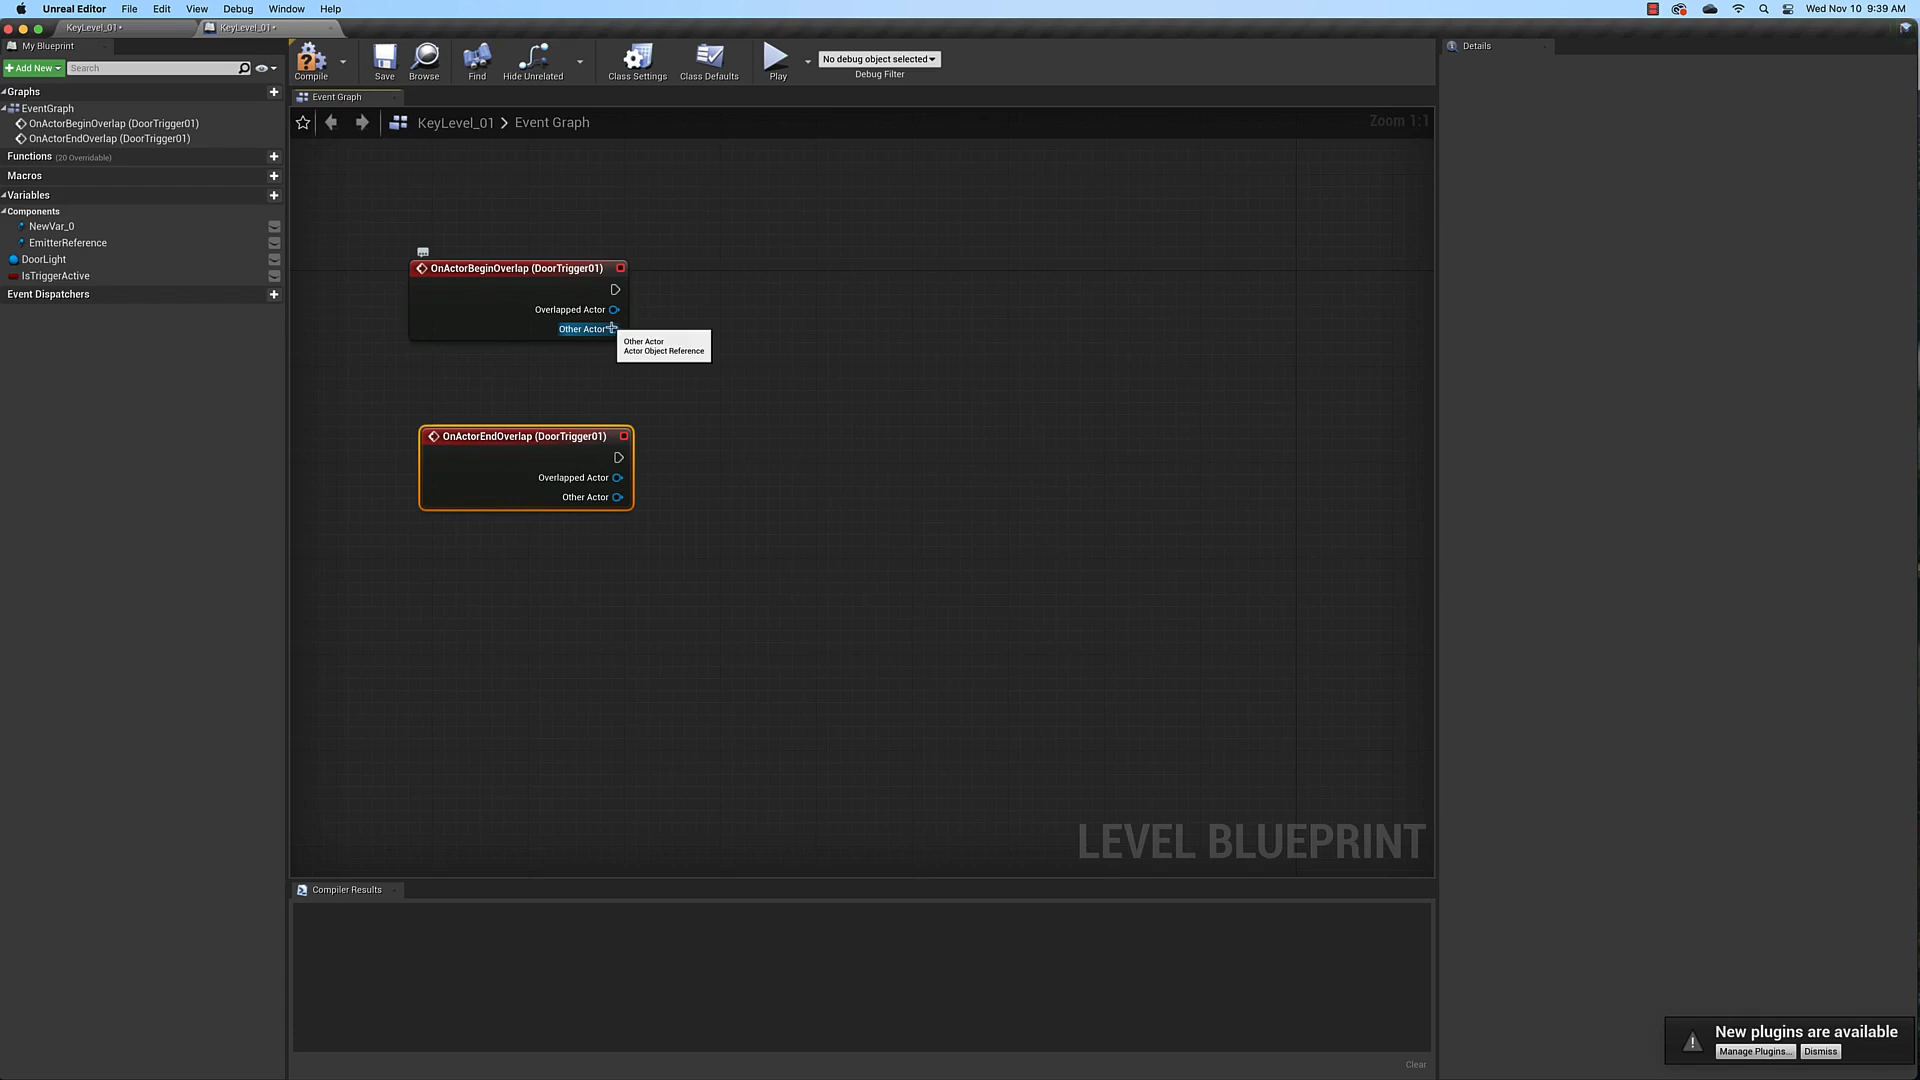 Unreal Editor File Edit View Debug Window Help
Wed Nov 10 9:39 AM
KeyLevel_01•
KeyLevel_01•
My Blueprint
Add New
Search
Graphs
EventGraph
OnActorBeginOverlap (DoorTrigger01)
OnActorEndOverlap (DoorTrigger01)
Functions (20 Overridable)
Macros
Variables
Components
NewVar_0
EmitterReference
DoorLight
IsTriggerActive
Event Dispatchers
Compile
Save
Browse
Find
Hide Unrelated
Class Settings
Class Defaults
Play
No debug object selected
Debug Filter
Event Graph
KeyLevel_01 > Event Graph
Zoom 1:1
OnActorBeginOverlap (DoorTrigger01)
Overlapped Actor
Other Actor
Other Actor
Actor Object Reference
OnActorEndOverlap (DoorTrigger01)
Overlapped Actor
Other Actor
LEVEL BLUEPRINT
Compiler Results
Clear
Details
New plugins are available
Manage Plugins...
Dismiss